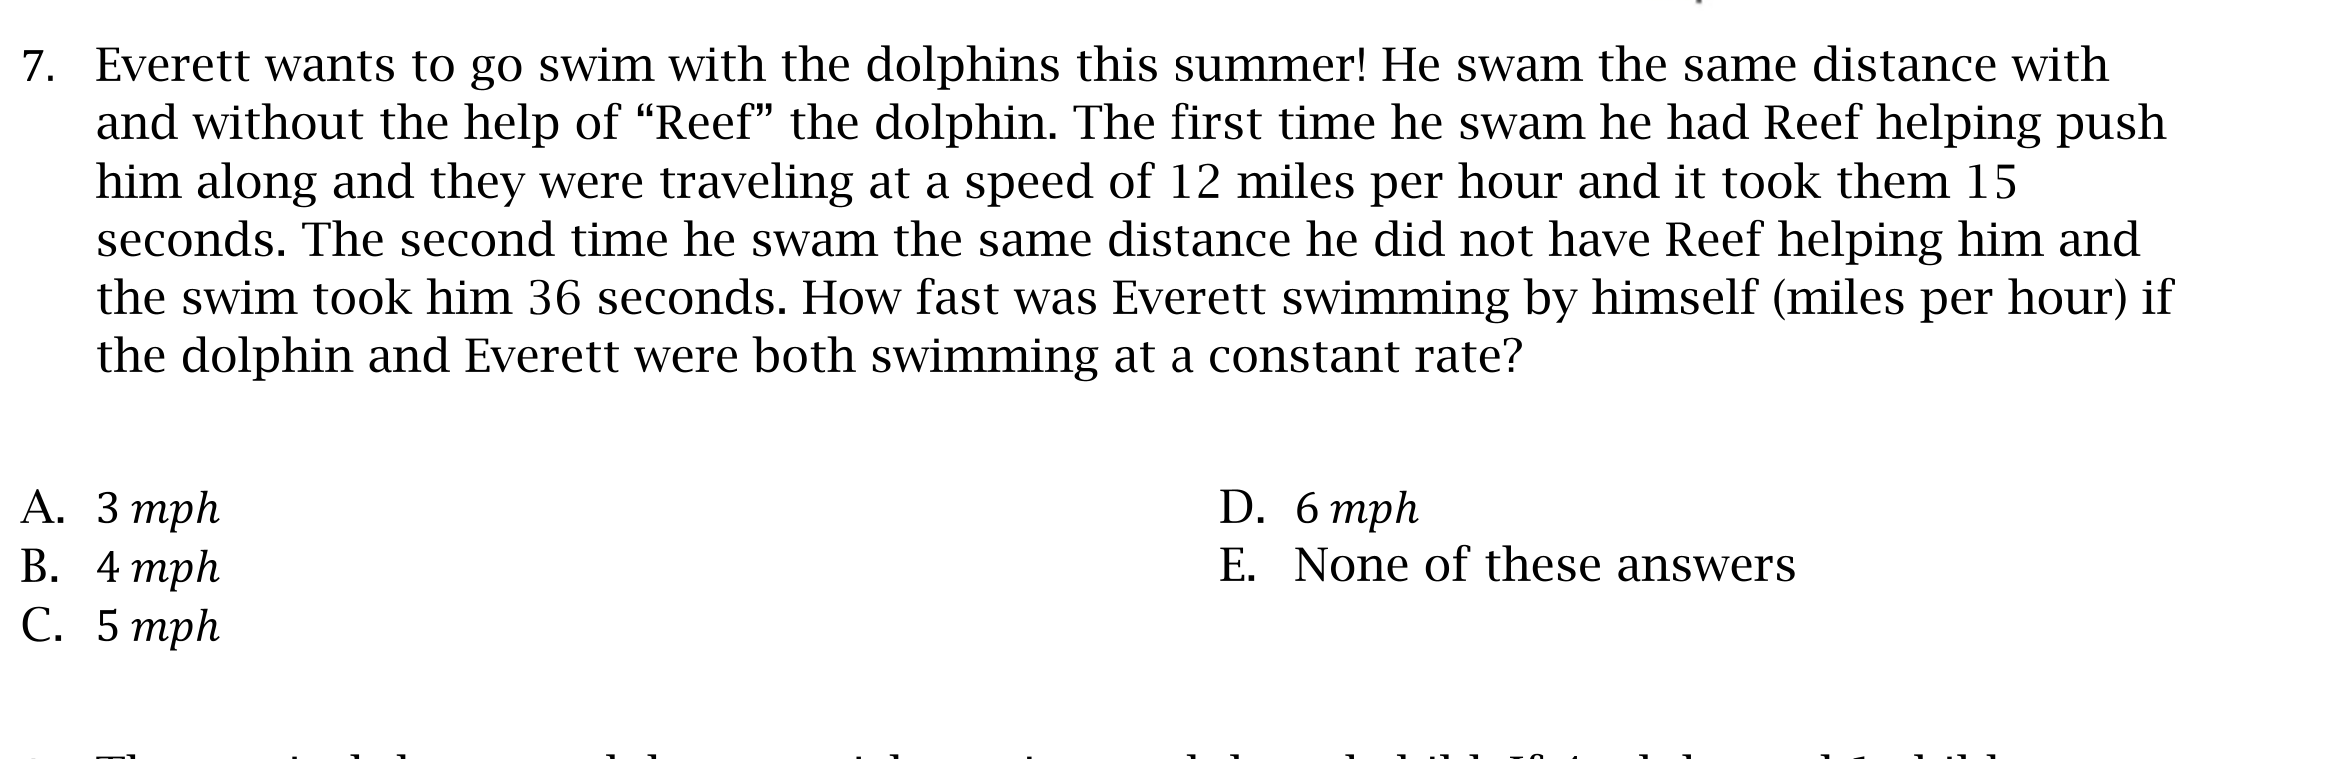 7. Everett wants to go swim with the dolphins this summer! He swam the same distance with
and without the help of “Reef” the dolphin. The first time he swam he had Reef helping push
him along and they were traveling at a speed of 12 miles per hour and it took them 15
seconds. The second time he swam the same distance he did not have Reef helping him and
the swim took him 36 seconds. How fast was Everett swimming by himself (miles per hour) if
the dolphin and Everett were both swimming at a constant rate?
A. 3 mph
B. 4 mph
C. 5 mph
D. 6 mph
E. None of these answers